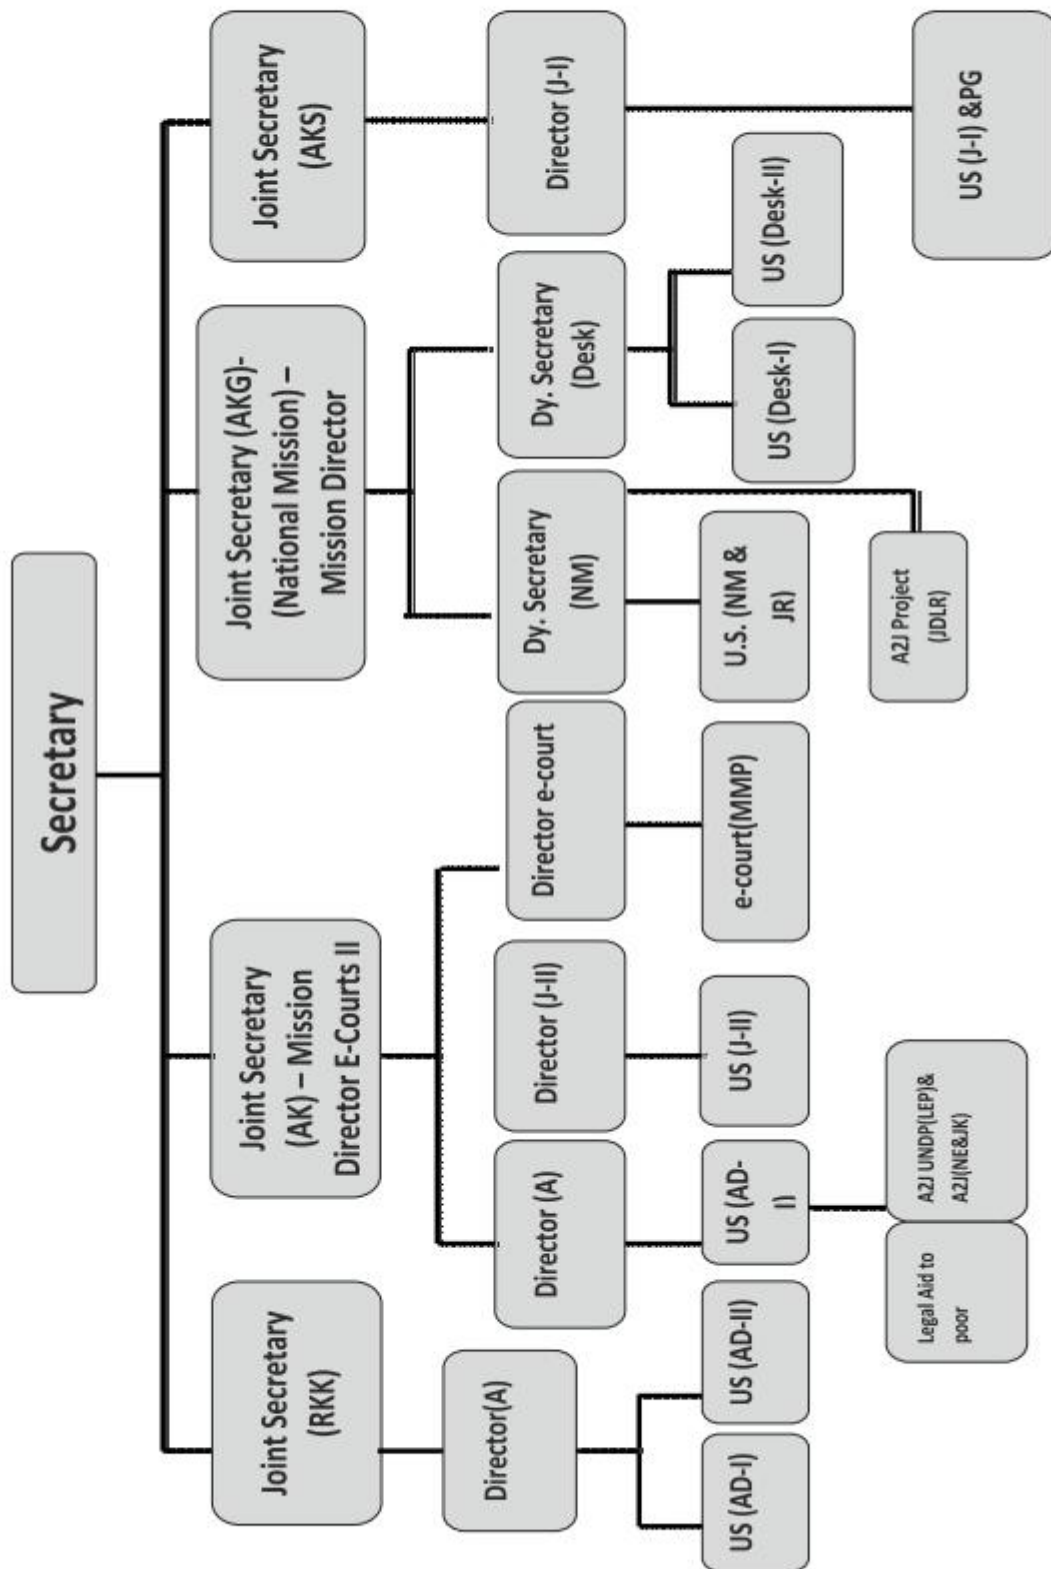 Secretary
Joint Secretary
(RKK)
Joint Secretary
(AK) – Mission
Director E-Courts II
Joint Secretary (AKG)-
(National Mission) –
Mission Director
Joint Secretary
(AKS)
Director(A)
Director (A)
Director (J-II)
Director e-court
Dy. Secretary
(NM)
Dy. Secretary
(Desk)
Director (J-I)
US (AD-I)
US (AD-II)
US (AD-
I)
US (J-II)
e-court(MMP)
U.S. (NM &
JR)
US (Desk-I)
US (Desk-II)
Legal Aid to
poor
A2J UNDP(LEP)&
A2J(NE&JK)
A2J Project
(JDLR)
US (J-I) &PG